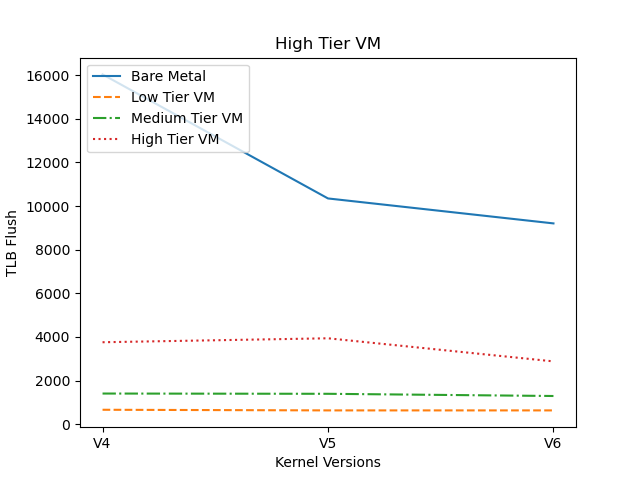 High Tier VM
16000
14000
12000
10000
8000
6000
4000
2000
0
TLB Flush
Bare Metal
Low Tier VM
Medium Tier VM
High Tier VM
V4
V5
V6
Kernel Versions